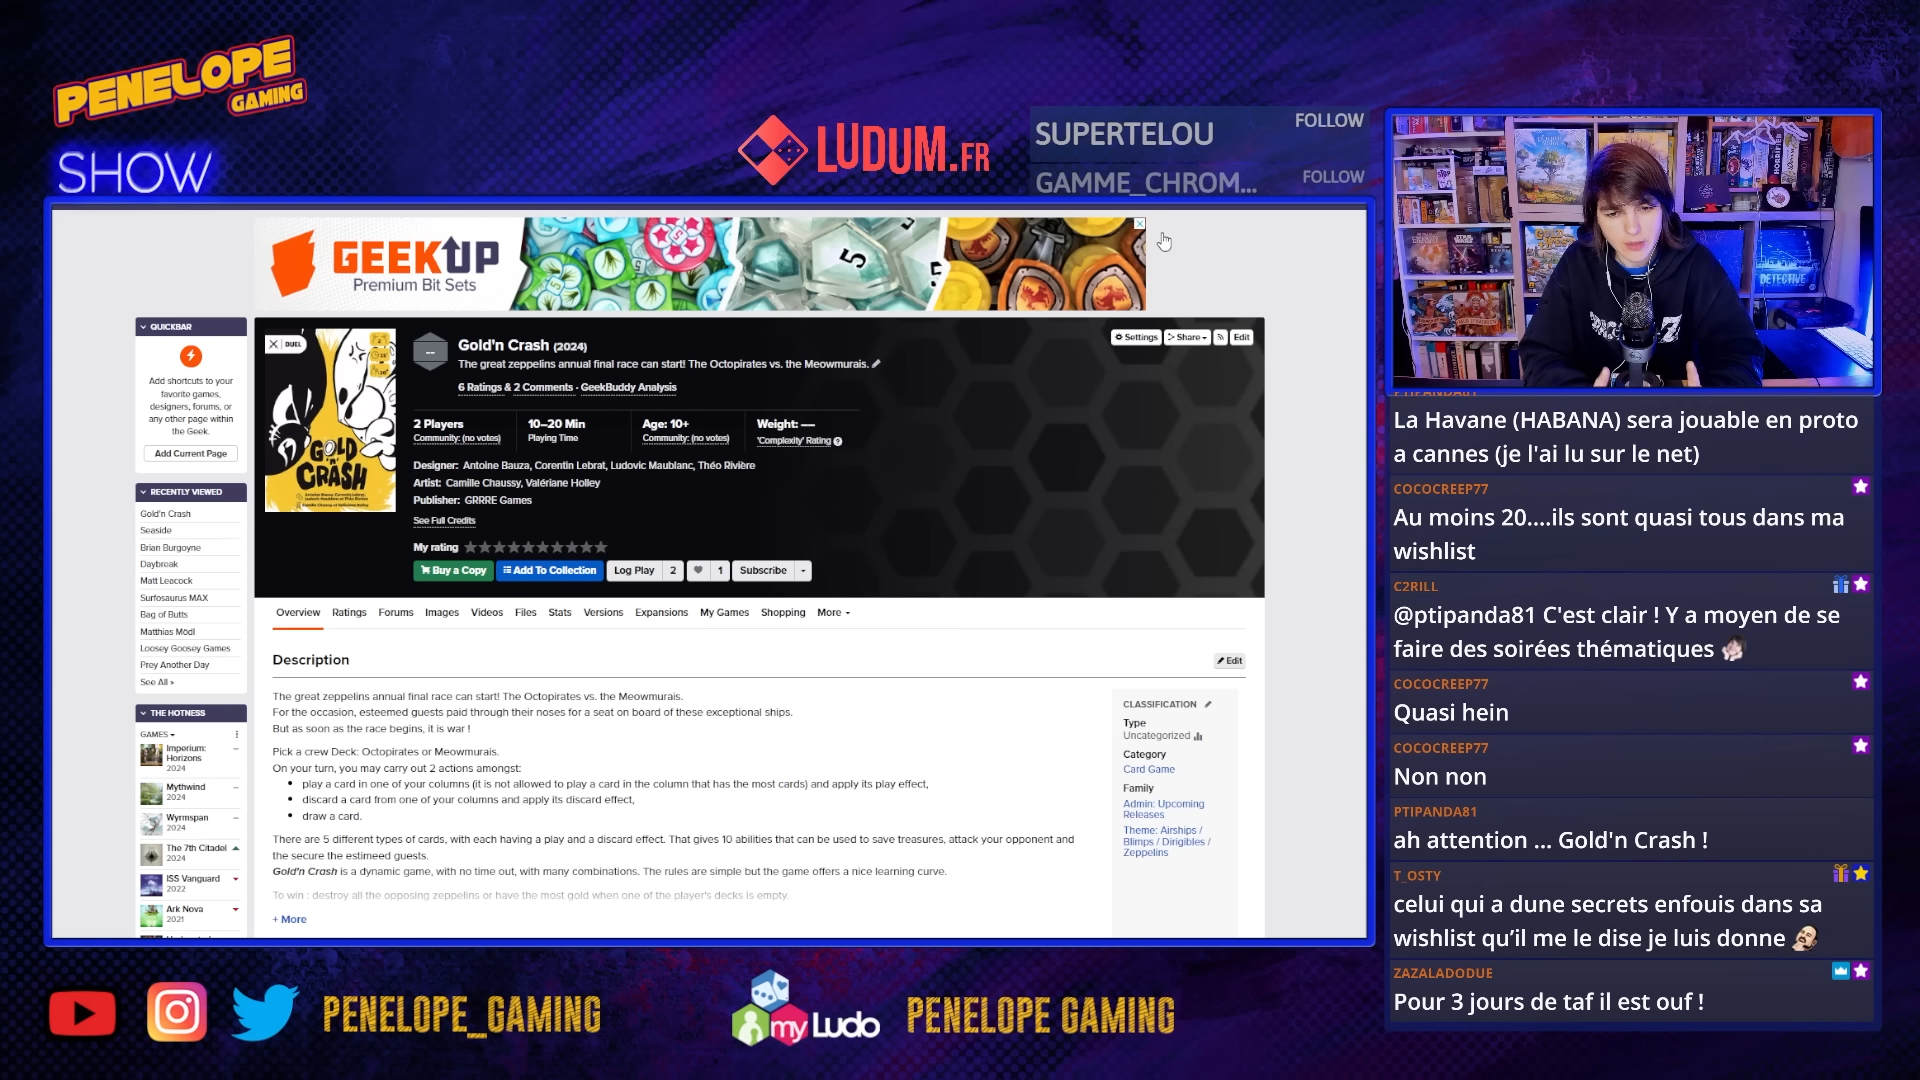 PENELOPE
GAMING
SHOW
LUDUM.FR
SUPERTELOU
FOLLOW
GAMME_CHROM...
FOLLOW
GEEKUP
Premium Bit Sets
5
QUICKBAR
Add shortcuts to your
favorite games,
designers, forums, or
any other page within
the Geek.
Add Current Page
RECENTLY VIEWED
Gold'n Crash
Seaside
Brian Burgoyne
Daybreak
Matt Leacock
Surfosaurus MAX
Bag of Butts
Matthias Mödl
Loosey Goosey Games
Prey Another Day
See All »
THE HOTNESS
GAMES
Imperium:
Horizons
2024
Mythwind
2024
Wyrmspan
2024
The 7th Citadel
2024
ISS Vanguard
2022
Ark Nova
2021
DUEL
GOLD
'N'
CRASH
--
Gold'n Crash (2024)
The great zeppelins annual final race can start! The Octopirates vs. the Meowmurais.
6 Ratings & 2 Comments · GeekBuddy Analysis
2 Players
Community: (no votes)
10–20 Min
Playing Time
Age: 10+
Community: (no votes)
Weight: —
'Complexity' Rating
Designer: Antoine Bauza, Corentin Lebrat, Ludovic Maublanc, Théo Rivière
Artist: Camille Chaussy, Valériane Holley
Publisher: GRRRE Games
See Full Credits
My rating
Buy a Copy
Add To Collection
Log Play 2
1
Subscribe
Settings
Share
Edit
Overview Ratings Forums Images Videos Files Stats Versions Expansions My Games Shopping More
Description
Edit
The great zeppelins annual final race can start! The Octopirates vs. the Meowmurais.
For the occasion, esteemed guests paid through their noses for a seat on board of these exceptional ships.
But as soon as the race begins, it is war !
Pick a crew Deck: Octopirates or Meowmurais.
On your turn, you may carry out 2 actions amongst:
• play a card in one of your columns (it is not allowed to play a card in the column that has the most cards) and apply its play effect,
• discard a card from one of your columns and apply its discard effect,
• draw a card.
There are 5 different types of cards, with each having a play and a discard effect. That gives 10 abilities that can be used to save treasures, attack your opponent and
the secure the estimeed guests.
Gold'n Crash is a dynamic game, with no time out, with many combinations. The rules are simple but the game offers a nice learning curve.
To win : destroy all the opposing zeppelins or have the most gold when one of the player's decks is empty.
+ More
CLASSIFICATION
Type
Uncategorized
Category
Card Game
Family
Admin: Upcoming
Releases
Theme: Airships /
Blimps / Dirigibles /
Zeppelins
DETECTIVE
STAR
WARS
PTIPANDA81
La Havane (HABANA) sera jouable en proto
a cannes (je l'ai lu sur le net)
COCOCREEP77
Au moins 20....ils sont quasi tous dans ma
wishlist
C2RILL
@ptipanda81 C'est clair ! Y a moyen de se
faire des soirées thématiques
COCOCREEP77
Quasi hein
COCOCREEP77
Non non
PTIPANDA81
ah attention ... Gold'n Crash !
T_OSTY
celui qui a dune secrets enfouis dans sa
wishlist qu'il me le dise je luis donne
ZAZALADODUE
Pour 3 jours de taf il est ouf !
PENELOPE_GAMING
my Ludo
PENELOPE GAMING